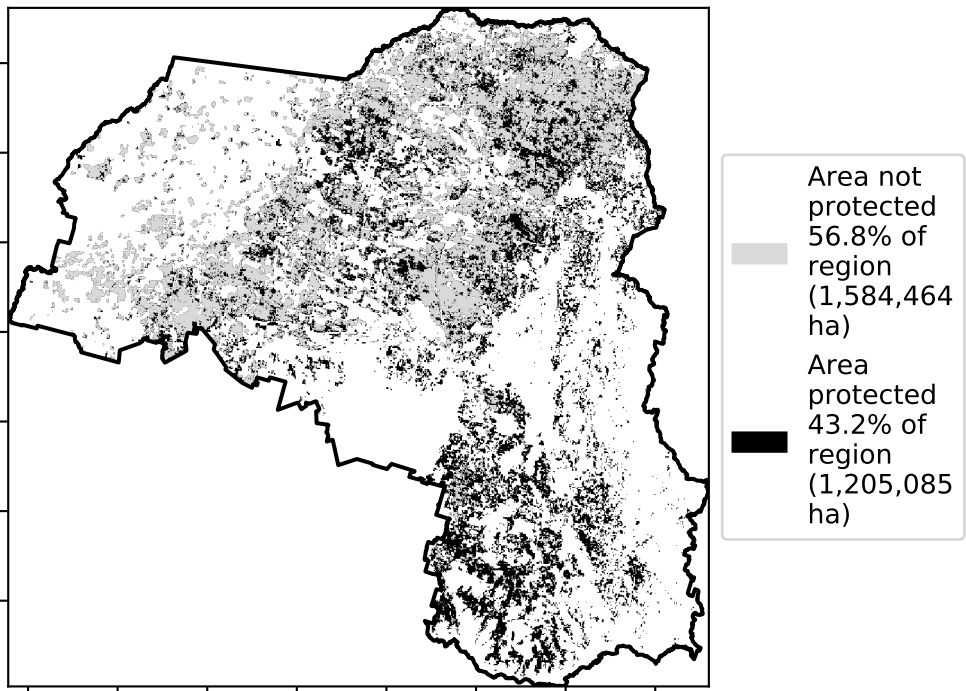 Area not
protected
56.8% of
region
(1,584,464
ha)
Area
protected
43.2% of
region
(1,205,085
ha)